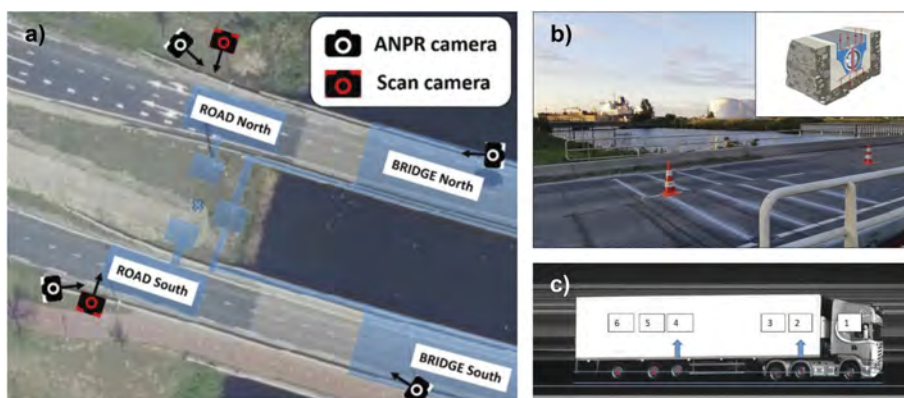 a)
ANPR camera
Scan camera
ROAD North
BRIDGE North
ROAD South
BRIDGE South
b)
c)
6 5 4 3 2 1